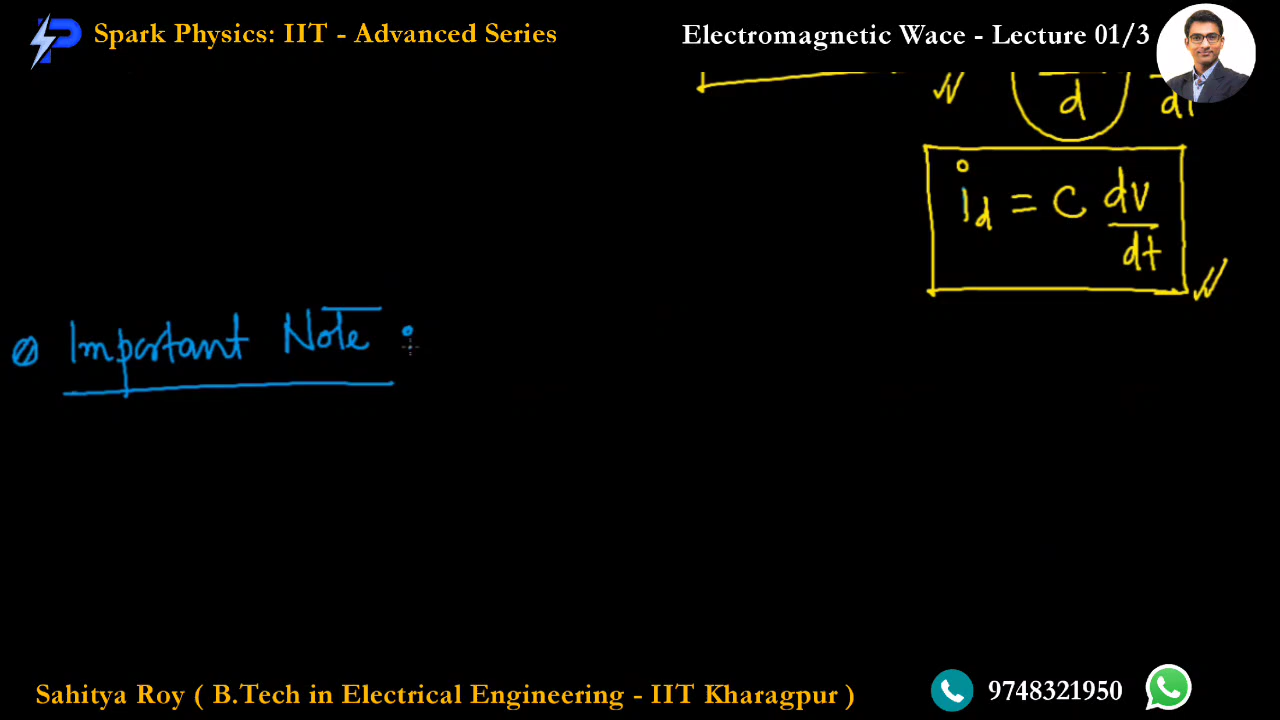 Spark Physics: IIT - Advanced Series
Electromagnetic Wace - Lecture 01/3
d
i_d = C dv/dt
Important Note :
Sahitya Roy ( B.Tech in Electrical Engineering - IIT Kharagpur )
9748321950